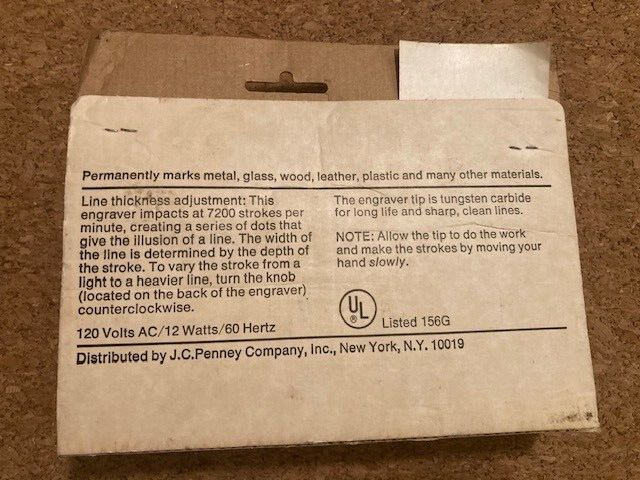 Permanently marks metal, glass, wood, leather, plastic and many other materials.
Line thickness adjustment: This
engraver impacts at 7200 strokes per
minute, creating a series of dots that
give the illusion of a line. The width of
the line is determined by the depth of
the stroke. To vary the stroke from a
light to a heavier line, turn the knob
(located on the back of the engraver)
counterclockwise.
120 Volts AC/12 Watts/60 Hertz
The engraver tip is tungsten carbide
for long life and sharp, clean lines.
NOTE: Allow the tip to do the work
and make the strokes by moving your
hand slowly.
UL ® Listed 156G
Distributed by J.C.Penney Company, Inc., New York, N.Y. 10019